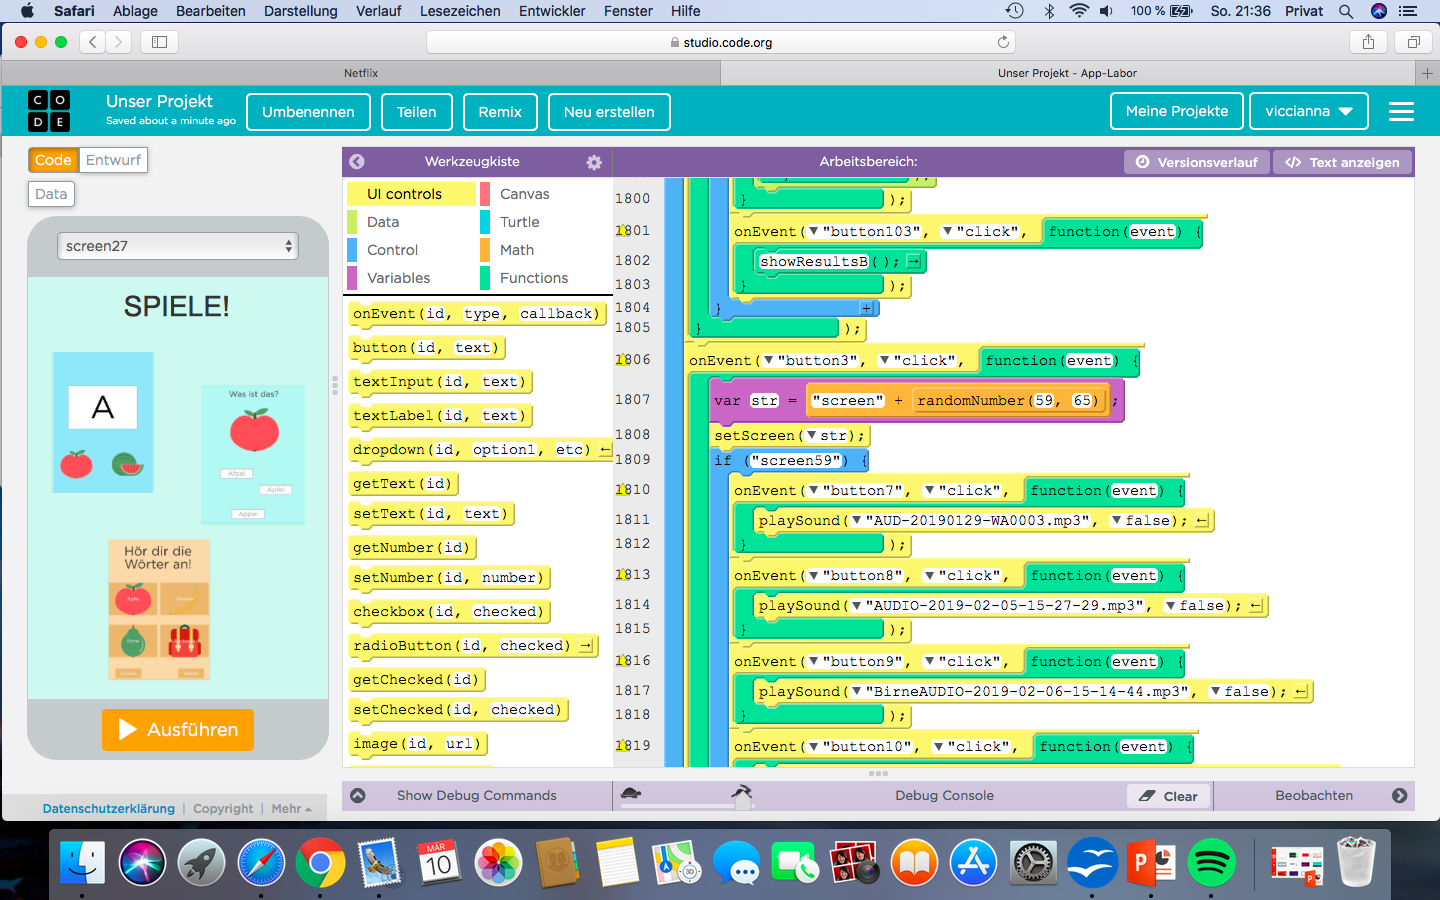 Safari Ablage Bearbeiten Darstellung Verlauf Lesezeichen Entwickler Fenster Hilfe 100 % So. 21:36 Privat
studio.code.org
Netflix Unser Projekt - App-Labor
CODE Unser Projekt Umbenennen Teilen Remix Neu erstellen Meine Projekte viccianna
Saved about a minute ago
Code Entwurf Werkzeugkiste Arbeitsbereich: Versionsverlauf </> Text anzeigen
Data
screen27
SPIELE!
A
Was ist das?
Apfel
Appel
Hör dir die
Wörter an!
Ausführen
UI controls Canvas
Data Turtle
Control Math
Variables Functions
onEvent(id, type, callback)
button(id, text)
textInput(id, text)
textLabel(id, text)
dropdown(id, option1, etc)
getText(id)
setText(id, text)
getNumber(id)
setNumber(id, number)
checkbox(id, checked)
radioButton(id, checked)
getChecked(id)
setChecked(id, checked)
image(id, url)
1800 } );
1801 onEvent("button103", "click", function(event) {
1802 showResultsB();
1803 } );
1804 } +
1805 } );
1806 onEvent("button3", "click", function(event) {
1807 var str = "screen" + randomNumber(59, 65);
1808 setScreen(str);
1809 if ("screen59") {
1810 onEvent("button7", "click", function(event) {
1811 playSound("AUD-20190129-WA0003.mp3", false);
1812 } );
1813 onEvent("button8", "click", function(event) {
1814 playSound("AUDIO-2019-02-05-15-27-29.mp3", false);
1815 } );
1816 onEvent("button9", "click", function(event) {
1817 playSound("BirneAUDIO-2019-02-06-15-14-44.mp3", false);
1818 } );
1819 onEvent("button10", "click", function(event) {
Show Debug Commands Debug Console Clear Beobachten
Datenschutzerklärung | Copyright | Mehr
MÄR
10